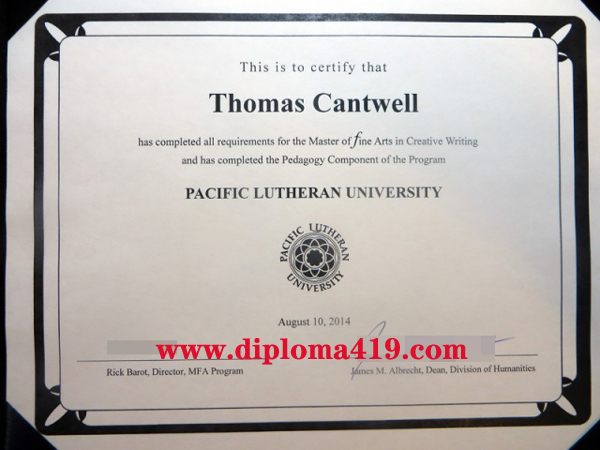 This is to certify that
Thomas Cantwell
has completed all requirements for the Master of fine Arts in Creative Writing
and has completed the Pedagogy Component of the Program
PACIFIC LUTHERAN UNIVERSITY
PACIFIC LUTHERAN
UNIVERSITY
August 10, 2014
www.diploma419.com
Rick Barot, Director, MFA Program
James M. Albrecht, Dean, Division of Humanities